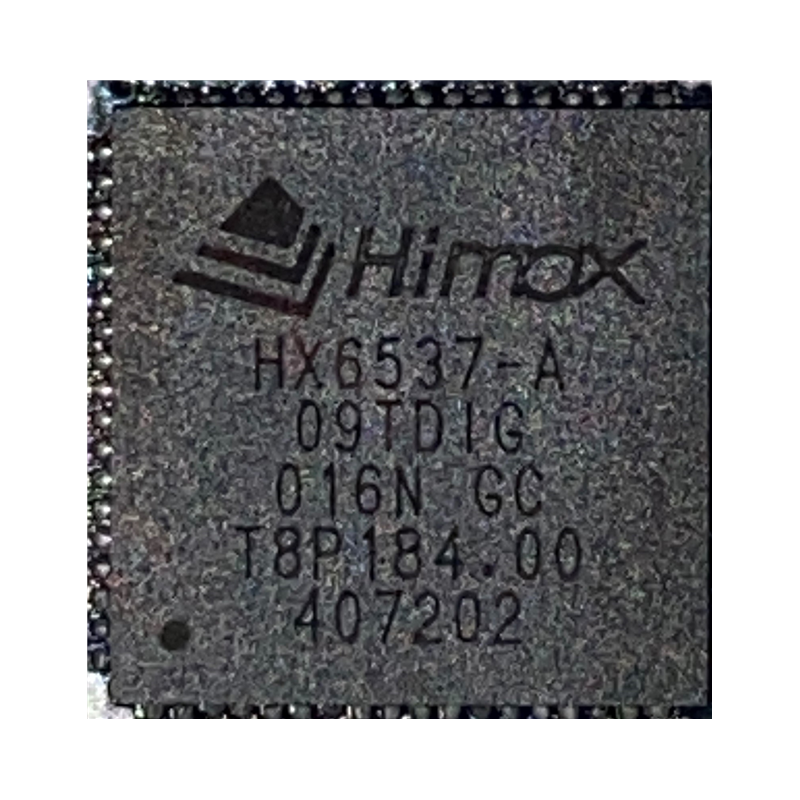 Himax
HX6537-A
09TDIG
016N GC
T8P184.00
407202